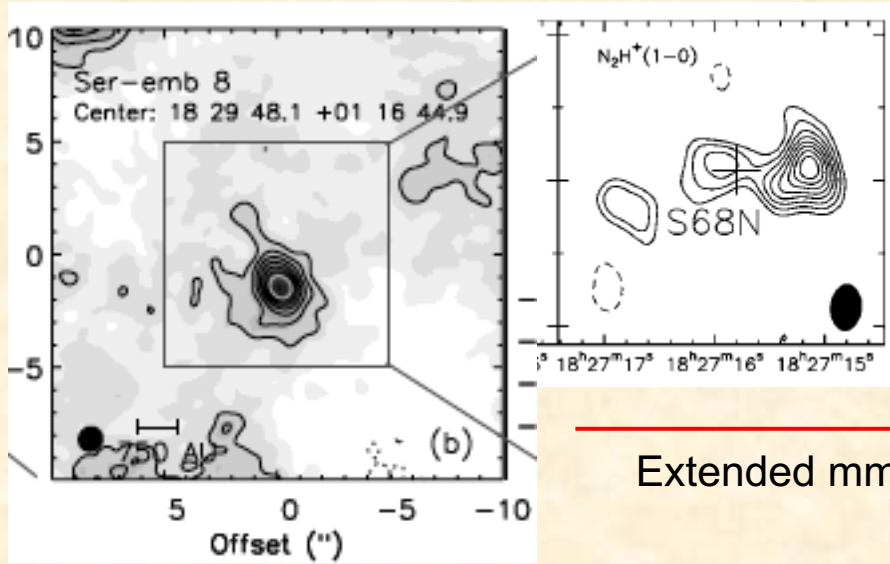 10
Ser-emb 8
Center: 18 29 48.1 +01 16 44.9
5
0
-5
750 AU
(b)
5 0 -5 -10
Offset (")
N₂H⁺(1-0)
S68N
18ʰ27ᵐ17ˢ 18ʰ27ᵐ16ˢ 18ʰ27ᵐ15ˢ
Extended mm